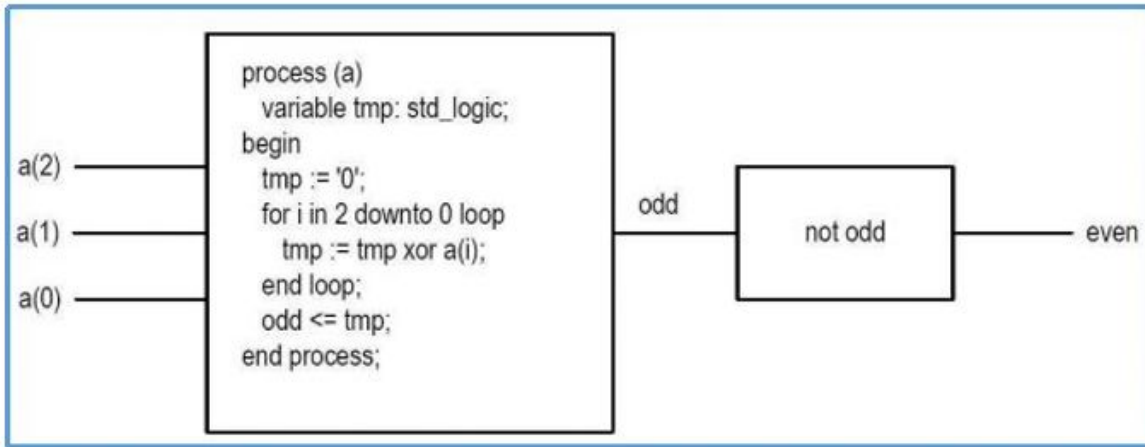 process (a)
variable tmp: std_logic;
begin
tmp := '0';
for i in 2 downto 0 loop
tmp := tmp xor a(i);
end loop;
odd <= tmp;
end process;
a(2)
a(1)
a(0)
odd
not odd
even